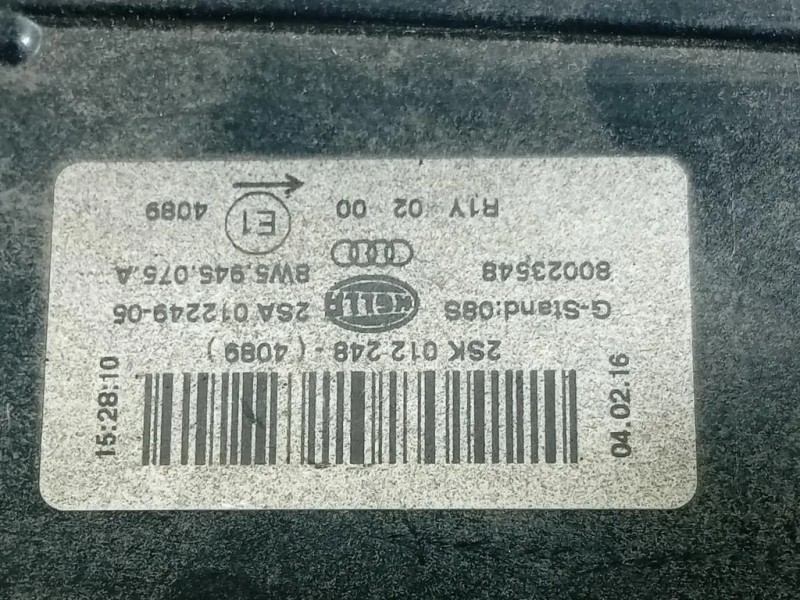 04.02.16
15:28:10
2SK 012 248 - ( 4089 )
G-Stand:08S HELLA 2SA 012249-05
80023548 8W5.945.075.A
R1Y 02 00 E1 4089